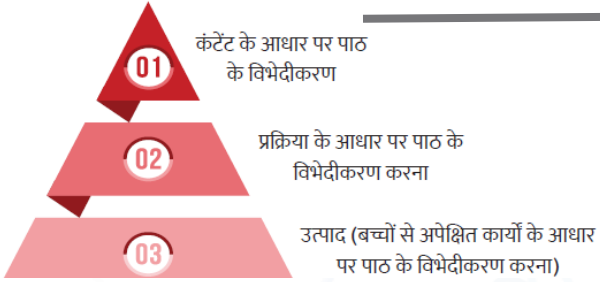 01
कंटेंट के आधार पर पाठ
के विभेदीकरण
02
प्रक्रिया के आधार पर पाठ के
विभेदीकरण करना
03
उत्पाद (बच्चों से अपेक्षित कार्यों के आधार
पर पाठ के विभेदीकरण करना)